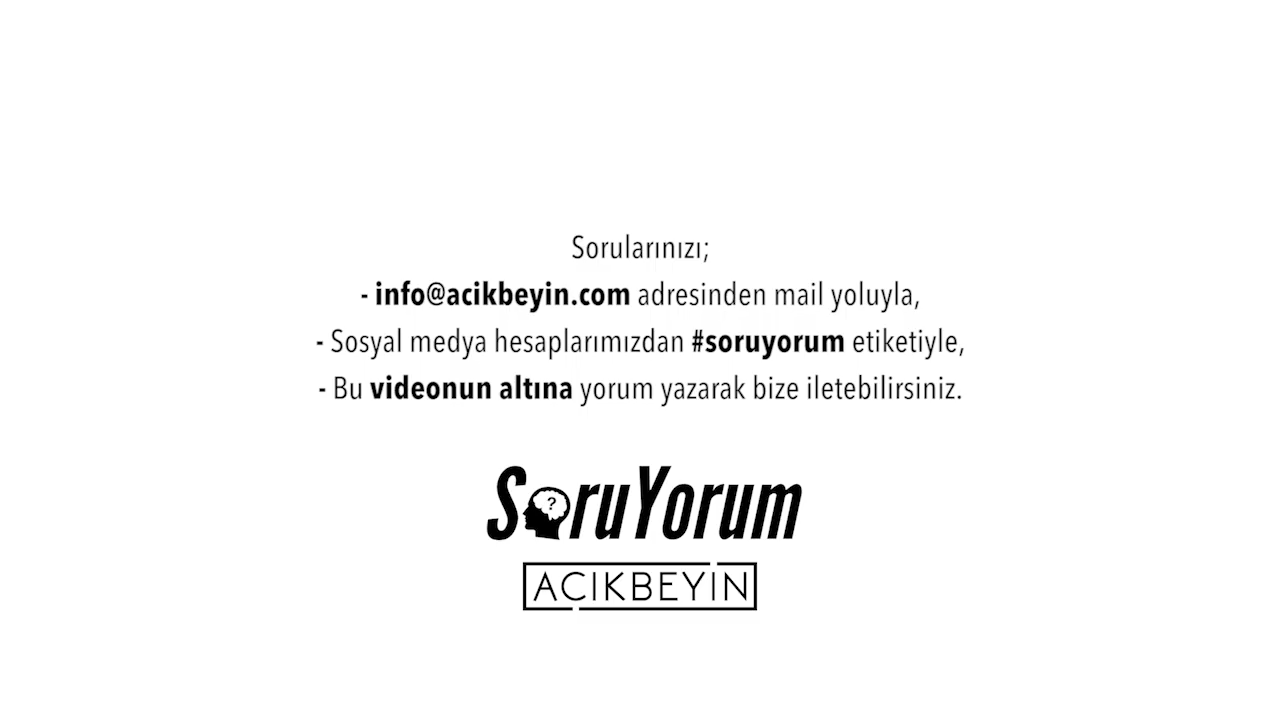 Sorularınızı;
- info@acikbeyin.com adresinden mail yoluyla,
- Sosyal medya hesaplarımızdan #soruyorum etiketiyle,
- Bu videonun altına yorum yazarak bize iletebilirsiniz.
SoruYorum
AÇIKBEYİN